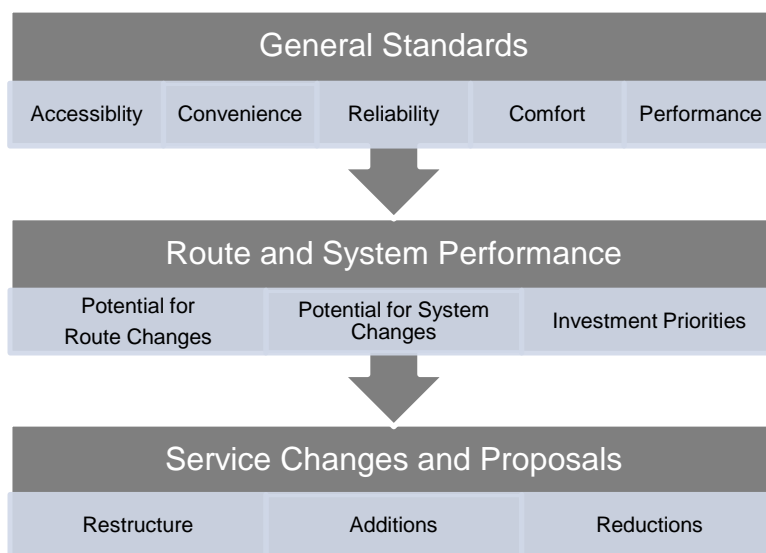 General Standards
Accessiblity
Convenience
Reliability
Comfort
Performance
Route and System Performance
Potential for
Route Changes
Potential for System
Changes
Investment Priorities
Service Changes and Proposals
Restructure
Additions
Reductions